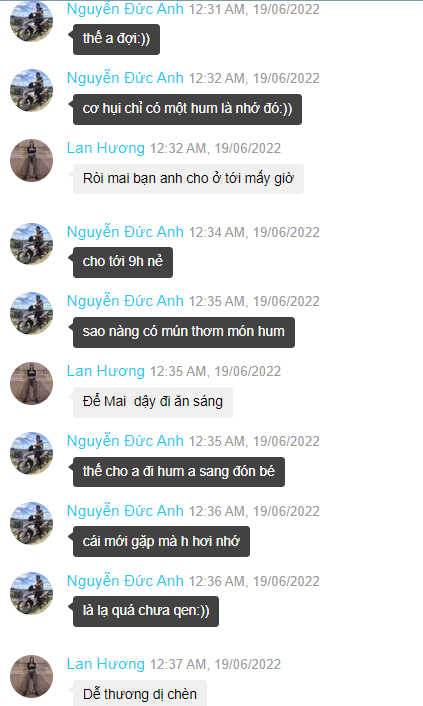 Nguyễn Đức Anh 12:31 AM, 19/06/2022
thế a đợi:))
Nguyễn Đức Anh 12:32 AM, 19/06/2022
cơ hụi chỉ có một hum là nhớ đó:))
Lan Hương 12:32 AM, 19/06/2022
Ròi mai bạn anh cho ở tới mấy giờ
Nguyễn Đức Anh 12:34 AM, 19/06/2022
cho tới 9h nẻ
Nguyễn Đức Anh 12:35 AM, 19/06/2022
sao nàng có mún thơm món hum
Lan Hương 12:35 AM, 19/06/2022
Để Mai dậy đi ăn sáng
Nguyễn Đức Anh 12:35 AM, 19/06/2022
thế cho a đi hum a sang đón bé
Nguyễn Đức Anh 12:36 AM, 19/06/2022
cái mới gặp mà h hơi nhớ
Nguyễn Đức Anh 12:36 AM, 19/06/2022
là lạ quá chưa qen:))
Lan Hương 12:37 AM, 19/06/2022
Dễ thương dị chèn